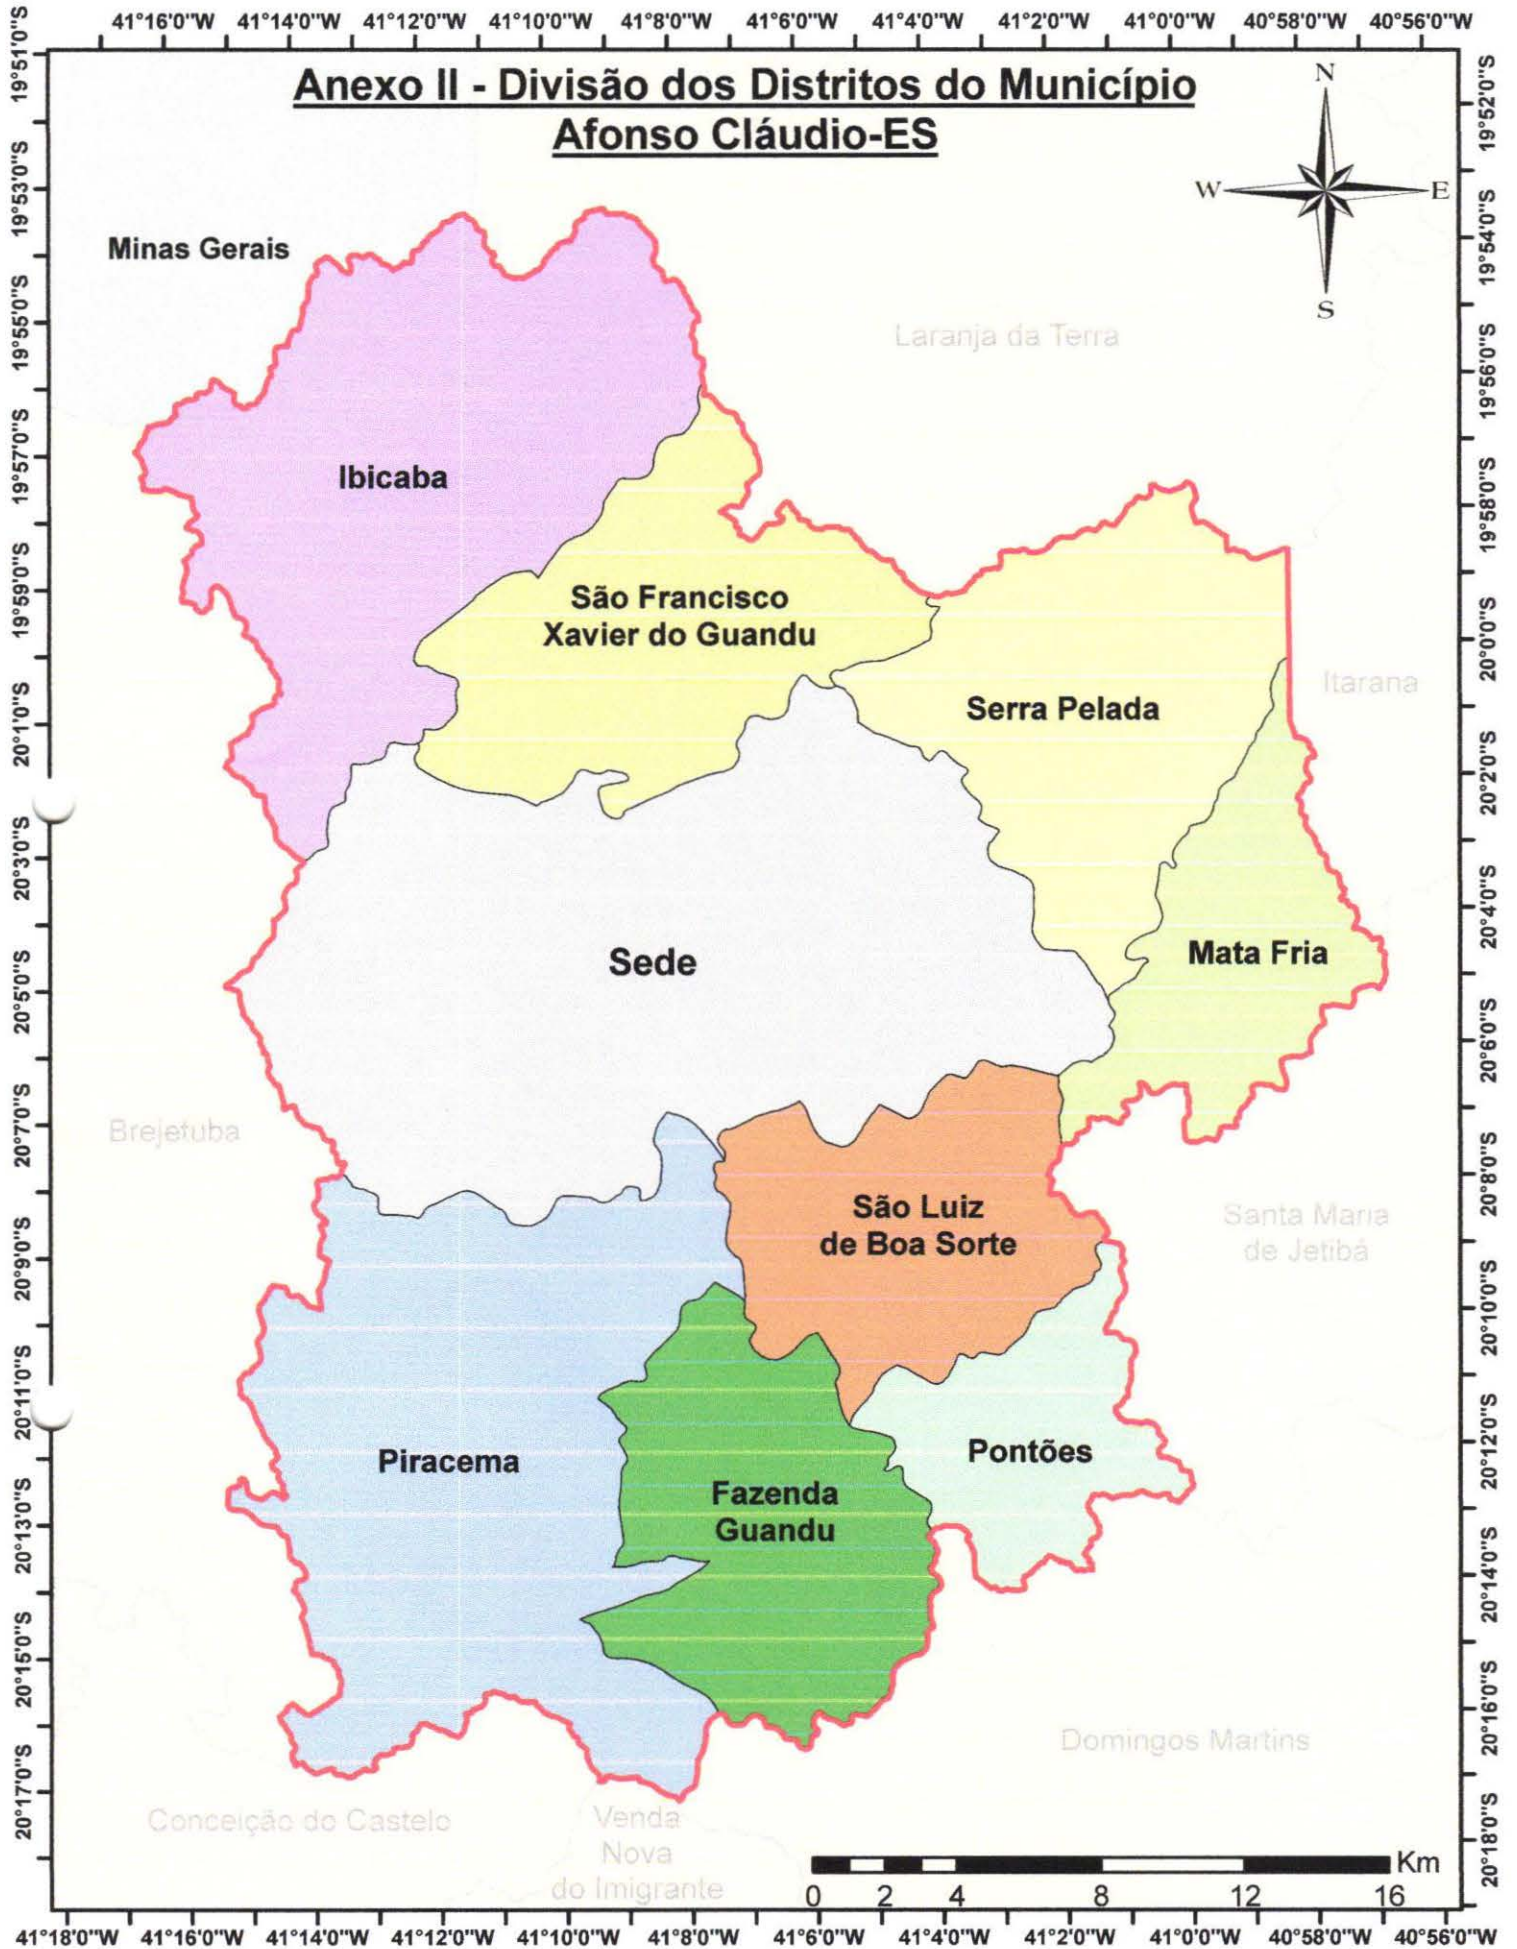 41°16'0"W 41°14'0"W 41°12'0"W 41°10'0"W 41°8'0"W 41°6'0"W 41°4'0"W 41°2'0"W 41°0'0"W 40°58'0"W 40°56'0"W
Anexo II - Divisão dos Distritos do Município
Afonso Cláudio-ES
N
W
E
S
Minas Gerais
Laranja da Terra
Ibicaba
São Francisco
Xavier do Guandu
Serra Pelada
Itarana
Sede
Mata Fria
Brejetuba
São Luiz
de Boa Sorte
Santa Maria
de Jetibá
Piracema
Pontões
Fazenda
Guandu
Domingos Martins
Conceição do Castelo
Venda
Nova
do Imigrante
Km
0 2 4 8 12 16
19°51'0"S
19°53'0"S
19°55'0"S
19°57'0"S
19°59'0"S
20°1'0"S
20°3'0"S
20°5'0"S
20°7'0"S
20°9'0"S
20°11'0"S
20°13'0"S
20°15'0"S
20°17'0"S
19°52'0"S
19°54'0"S
19°56'0"S
19°58'0"S
20°0'0"S
20°2'0"S
20°4'0"S
20°6'0"S
20°8'0"S
20°10'0"S
20°12'0"S
20°14'0"S
20°16'0"S
20°18'0"S
41°18'0"W 41°16'0"W 41°14'0"W 41°12'0"W 41°10'0"W 41°8'0"W 41°6'0"W 41°4'0"W 41°2'0"W 41°0'0"W 40°58'0"W 40°56'0"W